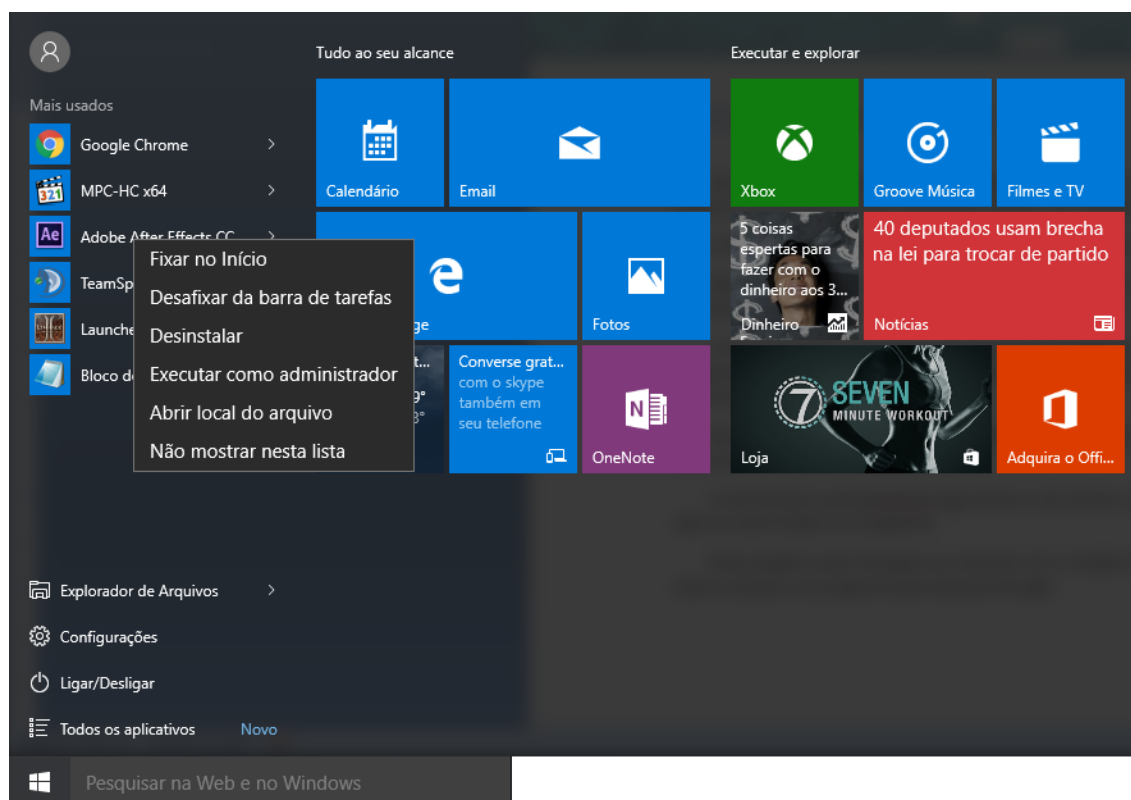 Tudo ao seu alcance
Executar e explorar
Mais usados
Google Chrome
MPC-HC x64
Ae
Adobe After Effects CC
TeamSp
Launche
Bloco d
Fixar no Início
Desafixar da barra de tarefas
Desinstalar
Executar como administrador
Abrir local do arquivo
Não mostrar nesta lista
Calendário
Email
ge
Fotos
t...
9°
8°
Converse grat...
com o skype
também em
seu telefone
N
OneNote
Xbox
Groove Música
Filmes e TV
5 coisas
espertas para
fazer com o
dinheiro aos 3...
Dinheiro
40 deputados usam brecha
na lei para trocar de partido
Notícias
7 SEVEN
MINUTE WORKOUT
Loja
Adquira o Offi...
Explorador de Arquivos
Configurações
Ligar/Desligar
Todos os aplicativos Novo
Pesquisar na Web e no Windows